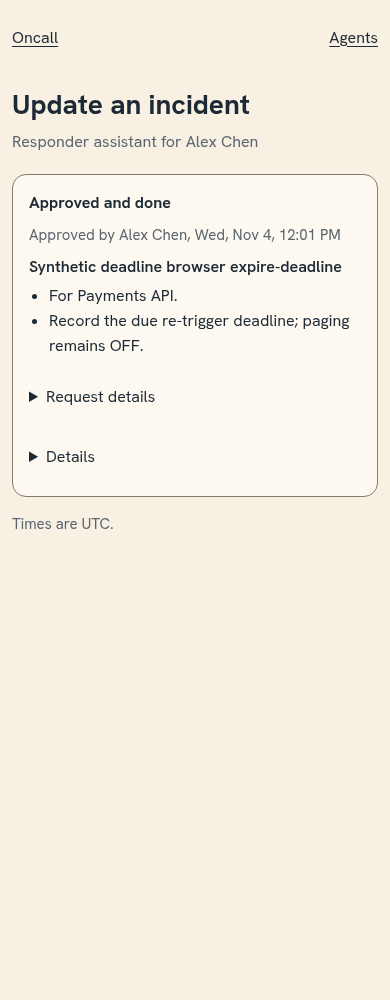 Oncall
Agents
Update an incident
Responder assistant for Alex Chen
Approved and done
Approved by Alex Chen, Wed, Nov 4, 12:01 PM
Synthetic deadline browser expire-deadline
For Payments API.
Record the due re-trigger deadline; paging
remains OFF.
Request details
Details
Times are UTC.